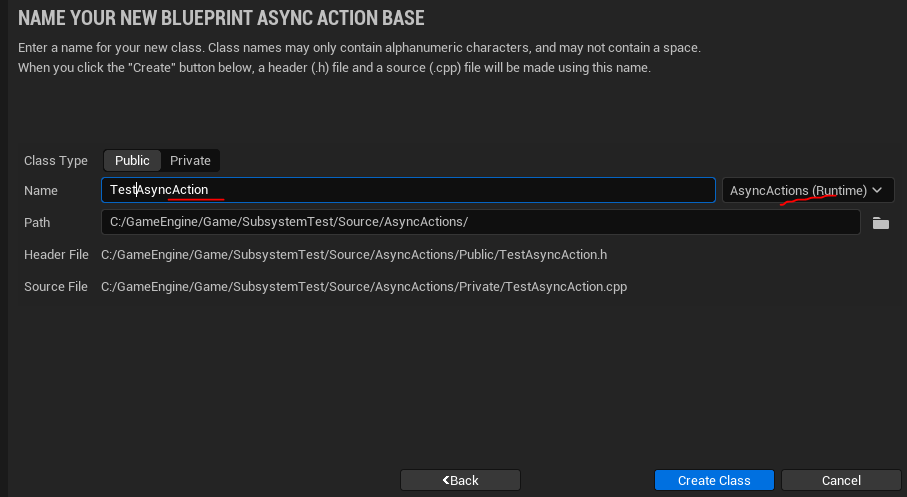 NAME YOUR NEW BLUEPRINT ASYNC ACTION BASE
Enter a name for your new class. Class names may only contain alphanumeric characters, and may not contain a space.
When you click the "Create" button below, a header (.h) file and a source (.cpp) file will be made using this name.
Class Type Public Private
Name TestAsyncAction AsyncActions (Runtime)
Path C:/GameEngine/Game/SubsystemTest/Source/AsyncActions/
Header File C:/GameEngine/Game/SubsystemTest/Source/AsyncActions/Public/TestAsyncAction.h
Source File C:/GameEngine/Game/SubsystemTest/Source/AsyncActions/Private/TestAsyncAction.cpp
Back Create Class Cancel